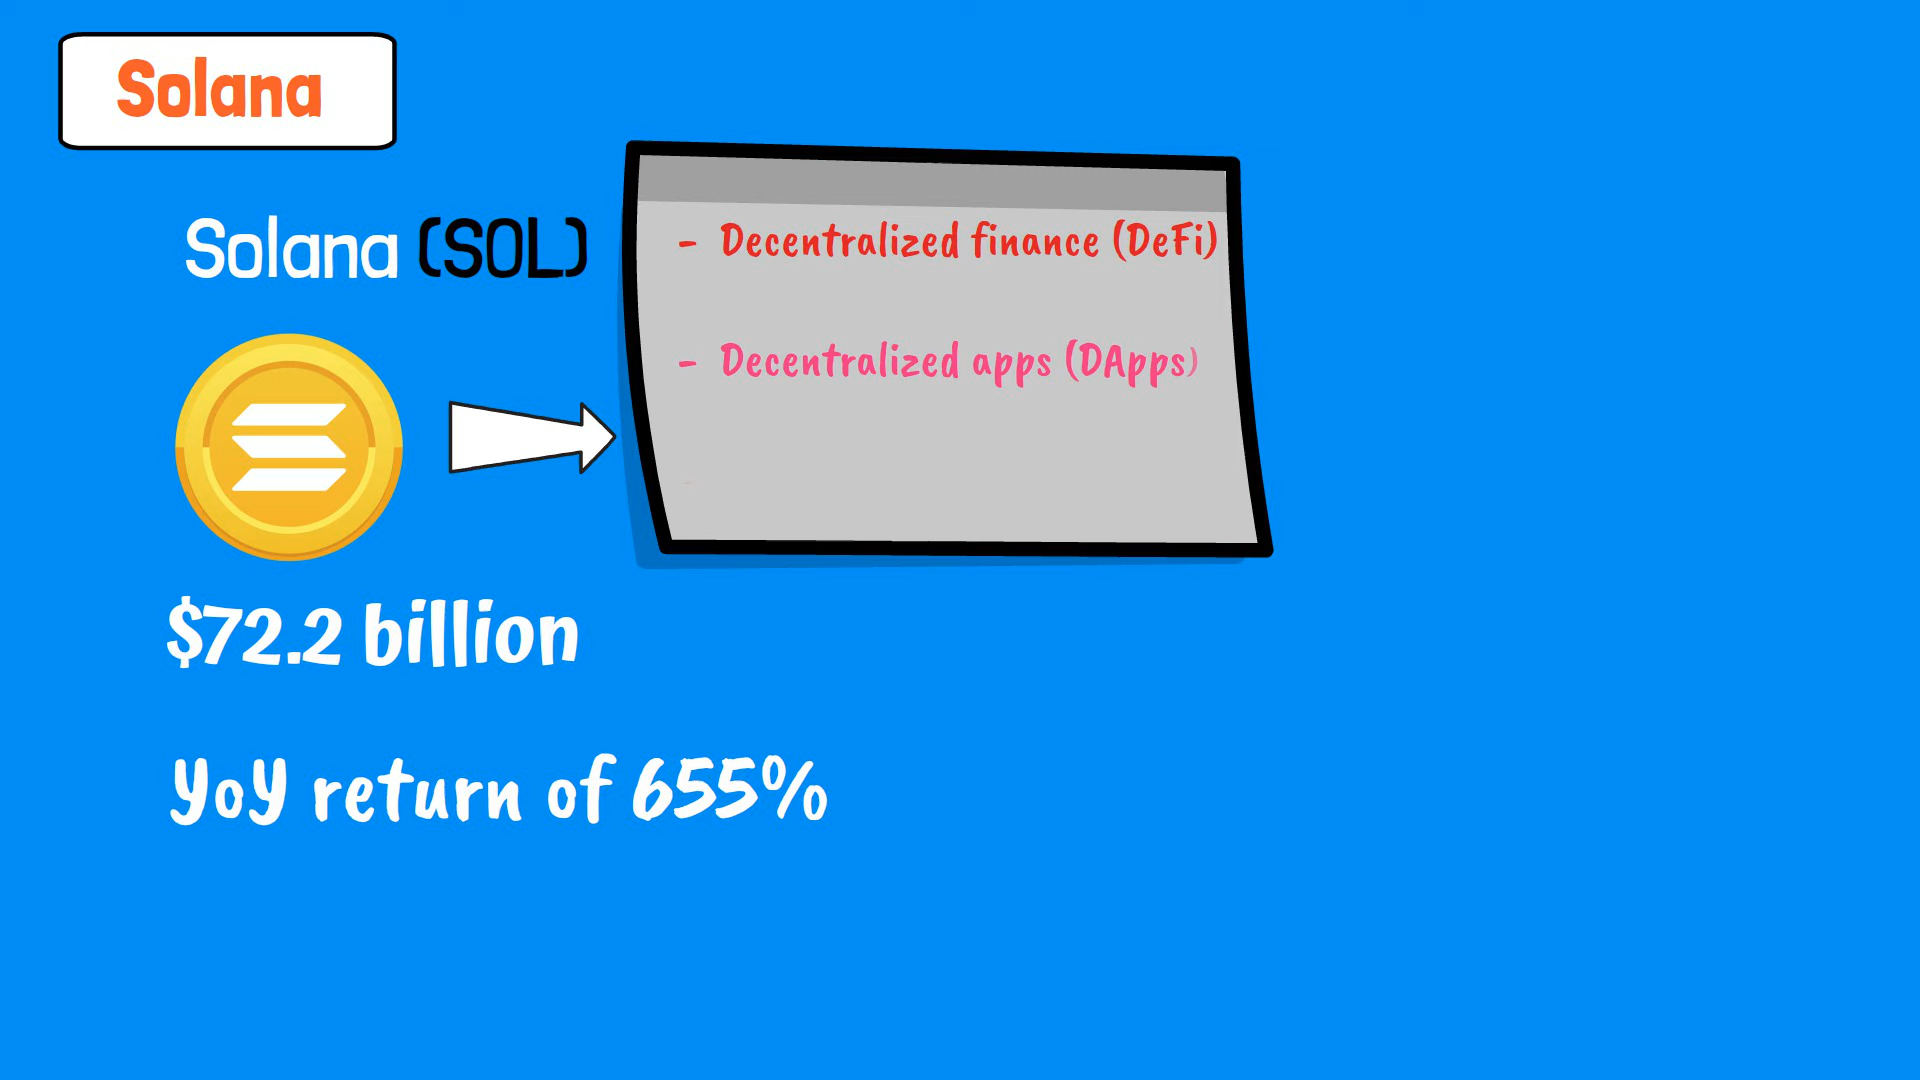 Solana
Solana (SOL)
- Decentralized finance (DeFi)
- Decentralized apps (DApps)
$72.2 billion
YoY return of 655%